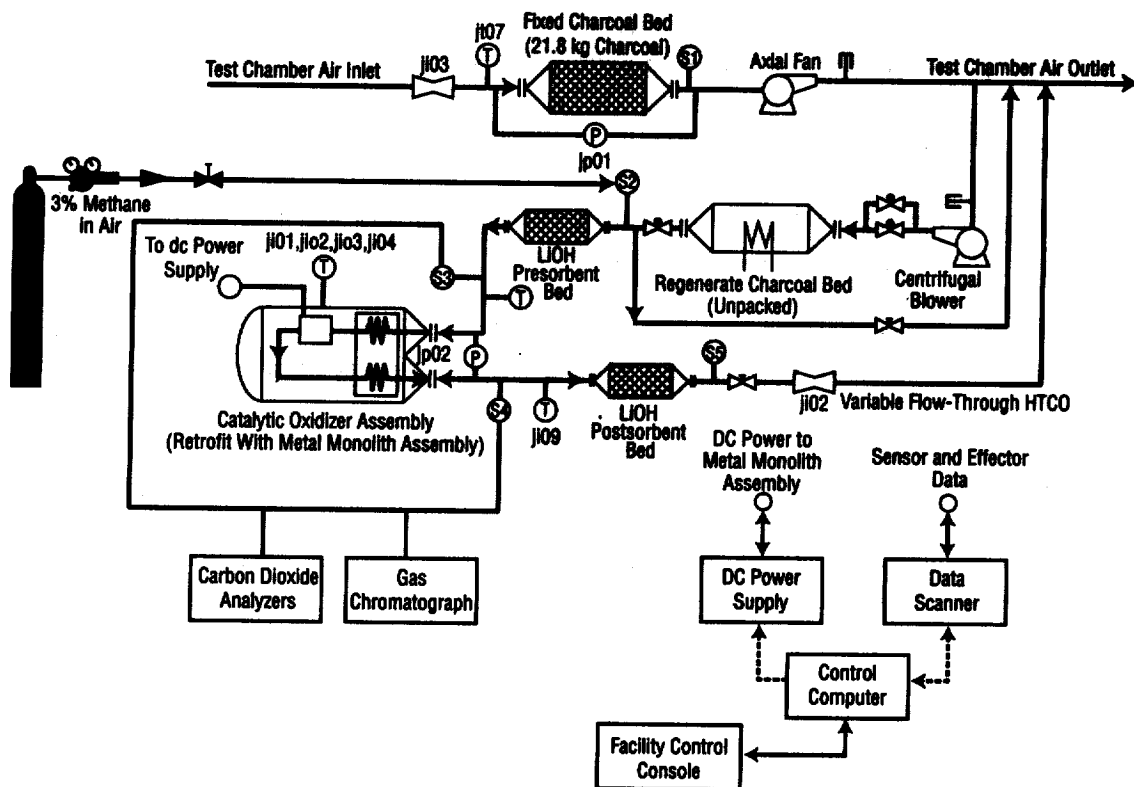 Fixed Charcoal Bed
(21.8 kg Charcoal)
jt07
T
S1
ji03
Axial Fan
Test Chamber Air Inlet
Test Chamber Air Outlet
P
jp01
3% Methane
in Air
S2
To dc Power
Supply
ji01,jio2,jio3,ji04
T
S3
LiOH
Presorbent
Bed
T
Regenerate Charcoal Bed
(Unpacked)
Centrifugal
Blower
jp02
P
S5
S4
T
ji09
ji02
Variable Flow-Through HTCO
Catalytic Oxidizer Assembly
(Retrofit With Metal Monolith Assembly)
LiOH
Postsorbent
Bed
DC Power to
Metal Monolith
Assembly
Sensor and Effector
Data
Carbon Dioxide
Analyzers
Gas
Chromatograph
DC Power
Supply
Data
Scanner
Control
Computer
Facility Control
Console